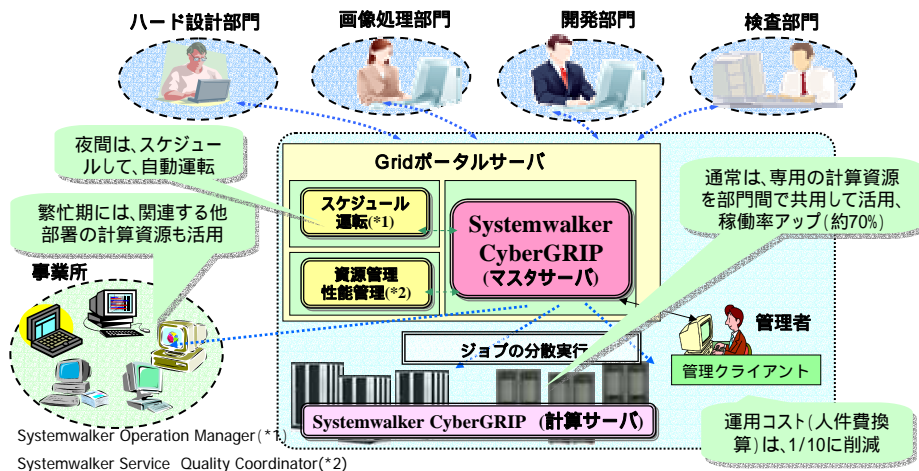 ハード設計部門
画像処理部門
開発部門
検査部門
夜間は、スケジュー
ルして、自動運転
繁忙期には、関連する他
部署の計算資源も活用
事業所
Gridポータルサーバ
スケジュール
運転(*1)
資源管理
性能管理(*2)
Systemwalker
CyberGRIP
(マスタサーバ)
通常は、専用の計算資源
を部門間で共用して活用、
稼働率アップ(約70%)
管理者
管理クライアント
ジョブの分散実行
Systemwalker CyberGRIP (計算サーバ)
運用コスト(人件費換
算)は、1/10に削減
Systemwalker Operation Manager(*1)
Systemwalker Service Quality Coordinator(*2)